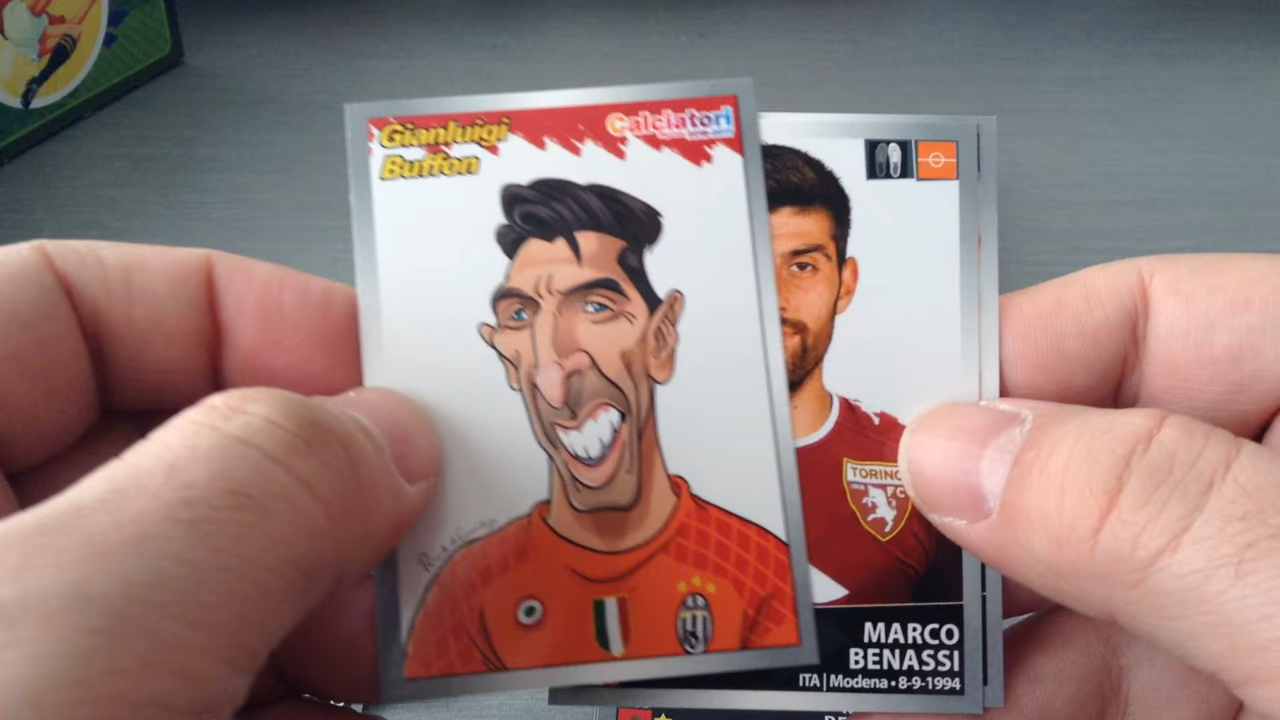 Gianluigi
Buffon
Calciatori
TORINO
FC
MARCO
BENASSI
ITA | Modena • 8-9-1994